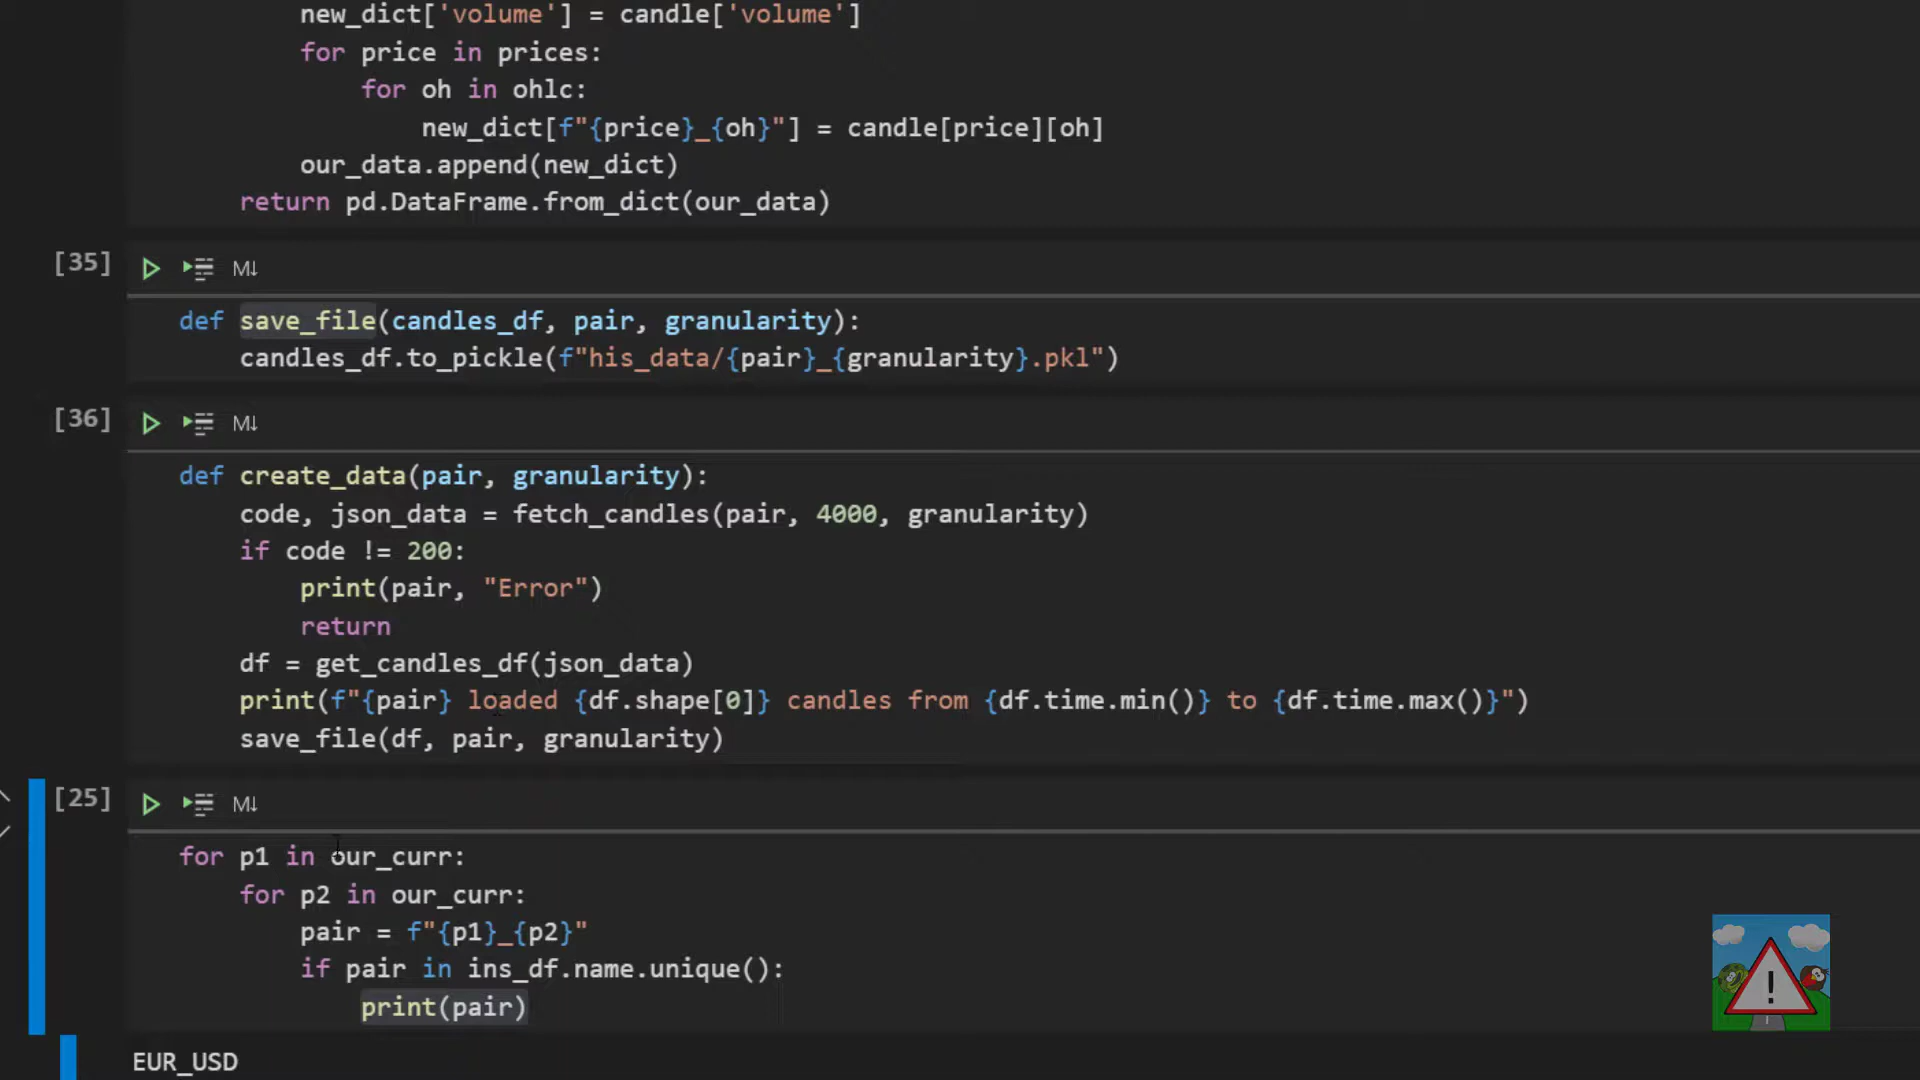 new_dict['volume'] = candle['volume']
for price in prices:
for oh in ohlc:
new_dict[f"{price}_{oh}"] = candle[price][oh]
our_data.append(new_dict)
return pd.DataFrame.from_dict(our_data)
[35]
M↓
def save_file(candles_df, pair, granularity):
candles_df.to_pickle(f"his_data/{pair}_{granularity}.pkl")
[36]
M↓
def create_data(pair, granularity):
code, json_data = fetch_candles(pair, 4000, granularity)
if code != 200:
print(pair, "Error")
return
df = get_candles_df(json_data)
print(f"{pair} loaded {df.shape[0]} candles from {df.time.min()} to {df.time.max()}")
save_file(df, pair, granularity)
[25]
M↓
for p1 in our_curr:
for p2 in our_curr:
pair = f"{p1}_{p2}"
if pair in ins_df.name.unique():
print(pair)
EUR_USD